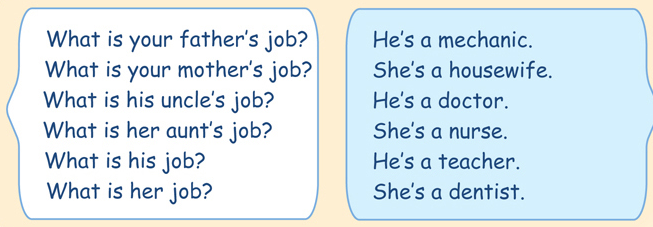 What is your father's job?
What is your mother's job?
What is his uncle's job?
What is her aunt's job?
What is his job?
What is her job?
He's a mechanic.
She's a housewife.
He's a doctor.
She's a nurse.
He's a teacher.
She's a dentist.